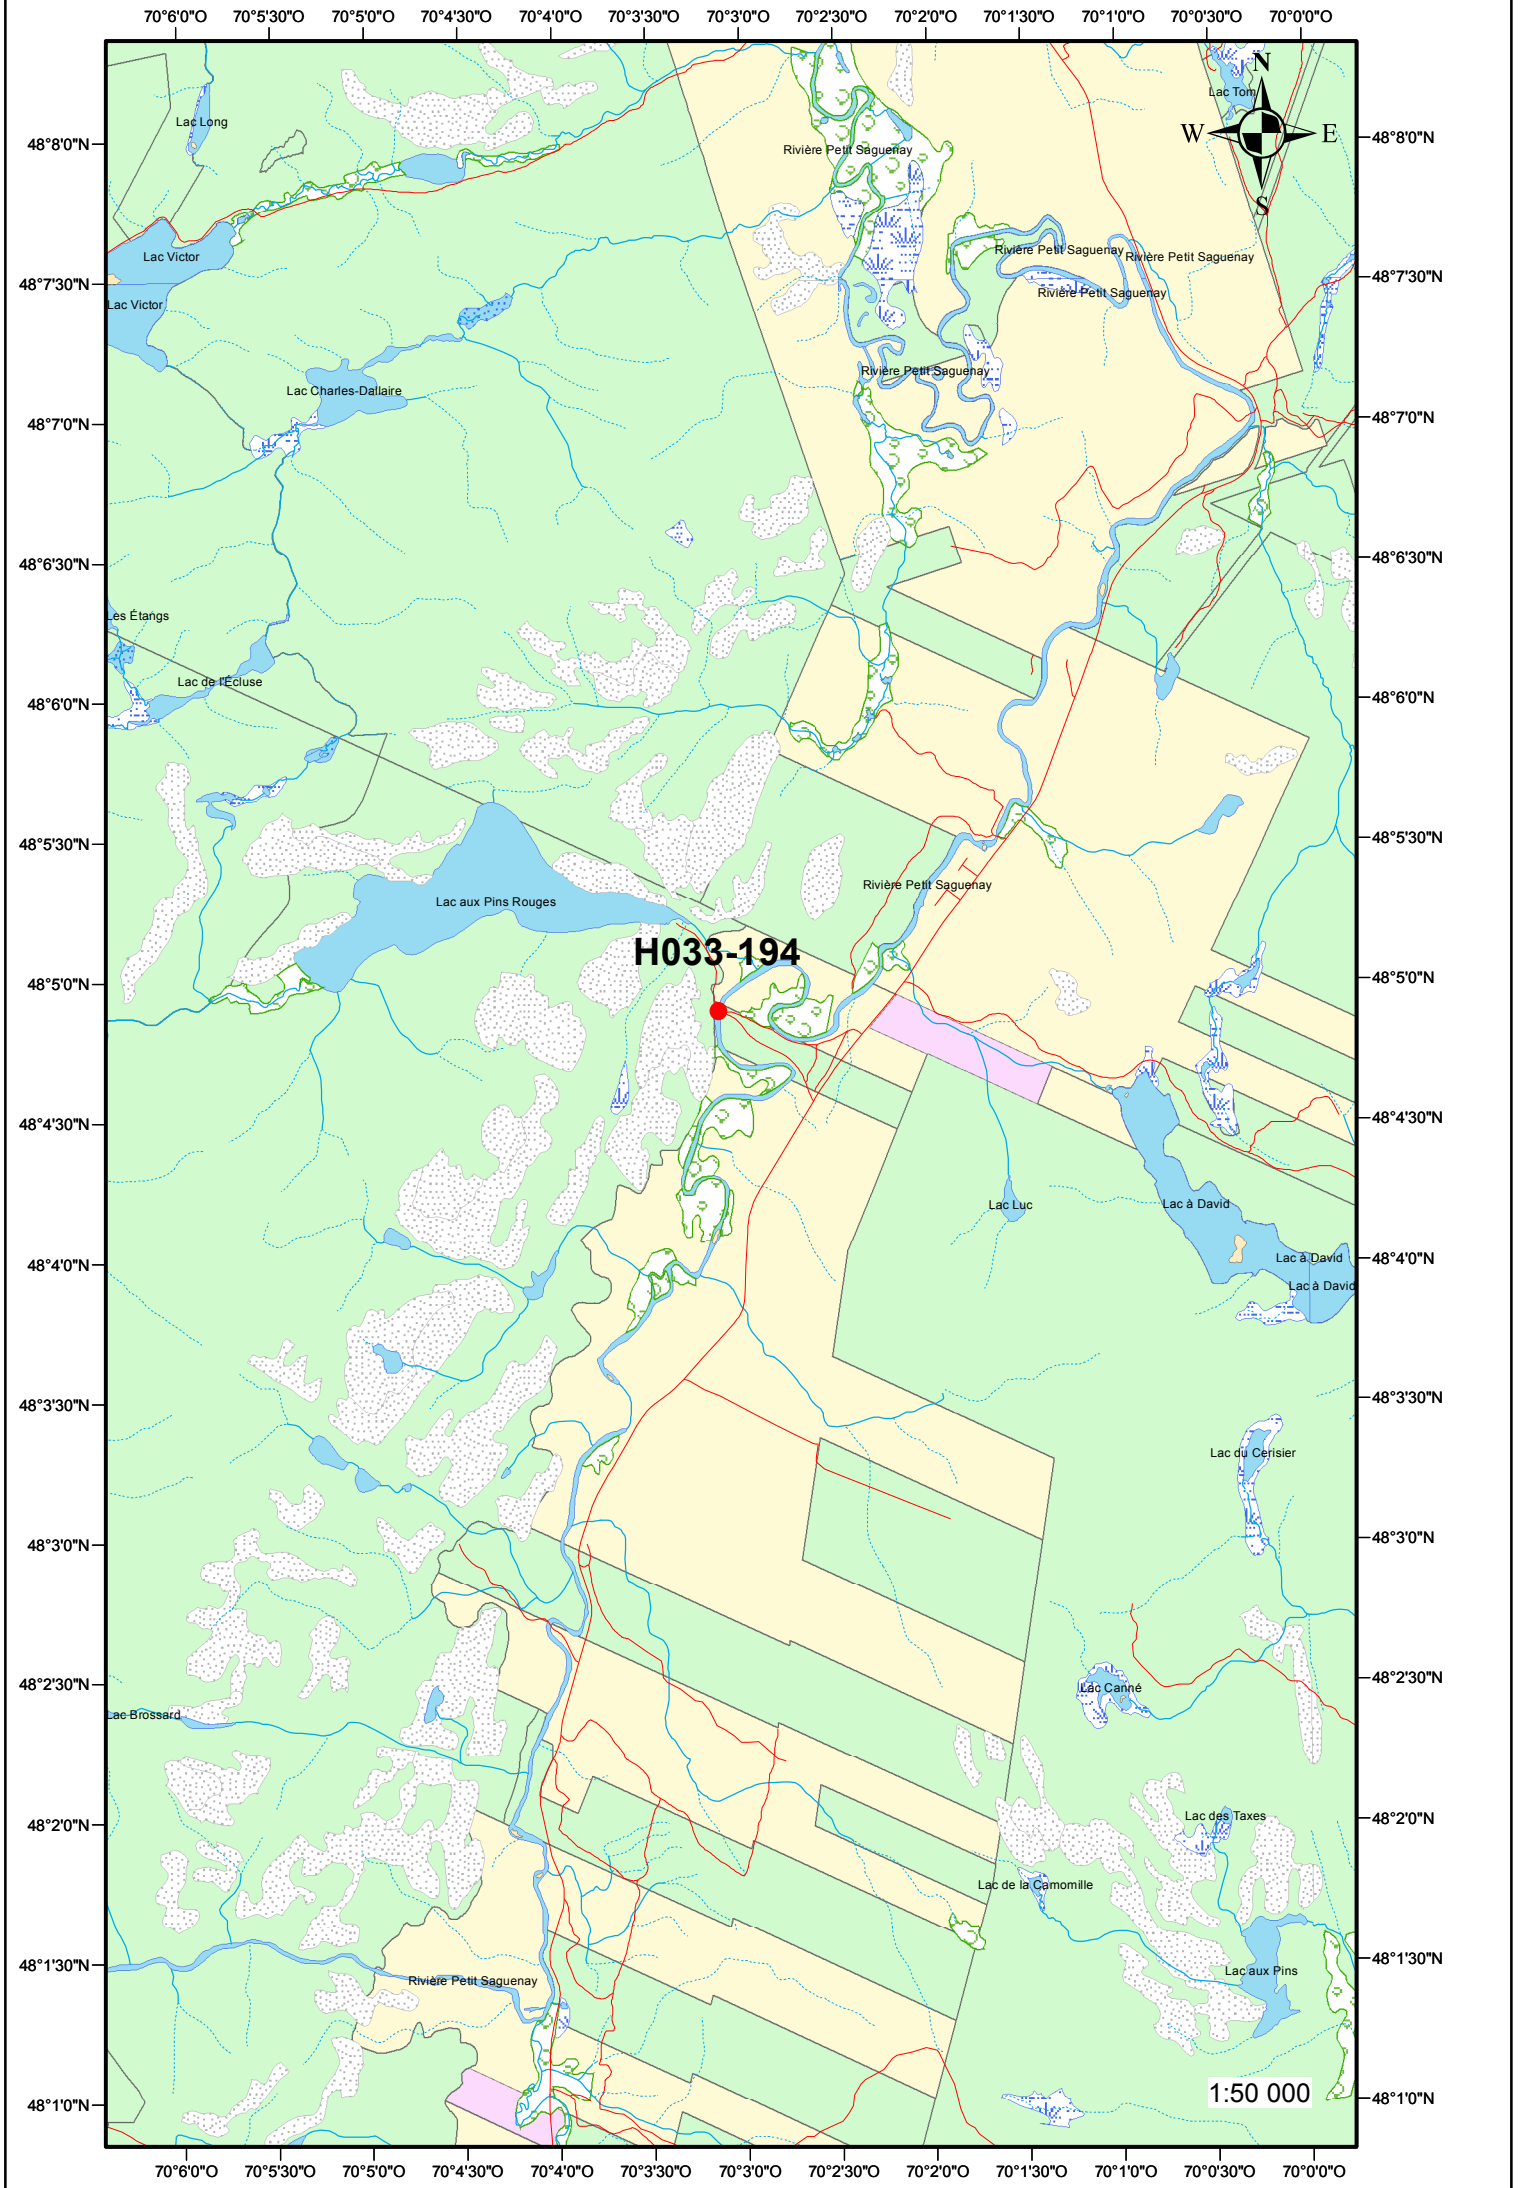 70°6'0"O 70°5'30"O 70°5'0"O 70°4'30"O 70°4'0"O 70°3'30"O 70°3'0"O 70°2'30"O 70°2'0"O 70°1'30"O 70°1'0"O 70°0'30"O 70°0'0"O
N
Lac Tom
Lac Long
W E
48°8'0"N 48°8'0"N
Rivière Petit Saguenay
S
Rivière Petit Saguenay
Rivière Petit Saguenay
Lac Victor
48°7'30"N 48°7'30"N
Rivière Petit Saguenay
Lac Victor
Rivière Petit Saguenay
Lac Charles-Dallaire
48°7'0"N 48°7'0"N
48°6'30"N 48°6'30"N
Les Étangs
Lac de l'Écluse
48°6'0"N 48°6'0"N
48°5'30"N 48°5'30"N
Rivière Petit Saguenay
Lac aux Pins Rouges
H033-194
48°5'0"N 48°5'0"N
48°4'30"N 48°4'30"N
Lac Luc
Lac à David
48°4'0"N 48°4'0"N
Lac à David
Lac à David
48°3'30"N 48°3'30"N
Lac du Cerisier
48°3'0"N 48°3'0"N
48°2'30"N 48°2'30"N
Lac Canné
Lac Brossard
Lac des Taxes
48°2'0"N 48°2'0"N
Lac de la Camomille
48°1'30"N 48°1'30"N
Lac aux Pins
Rivière Petit Saguenay
1:50 000
48°1'0"N 48°1'0"N
70°6'0"O 70°5'30"O 70°5'0"O 70°4'30"O 70°4'0"O 70°3'30"O 70°3'0"O 70°2'30"O 70°2'0"O 70°1'30"O 70°1'0"O 70°0'30"O 70°0'0"O